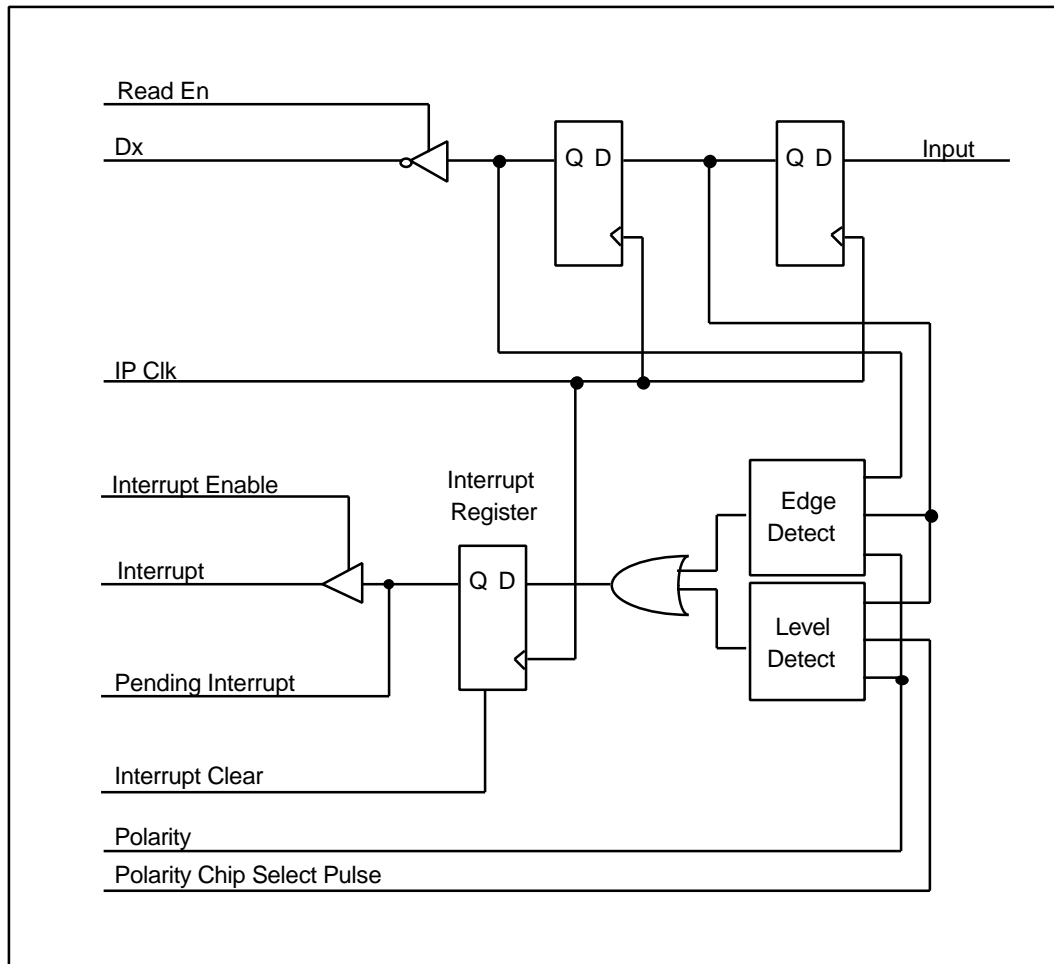 Read En
Dx
Q D
Q D
Input
IP Clk
Interrupt Enable
Interrupt
Register
Edge
Detect
Interrupt
Q D
Level
Detect
Pending Interrupt
Interrupt Clear
Polarity
Polarity Chip Select Pulse